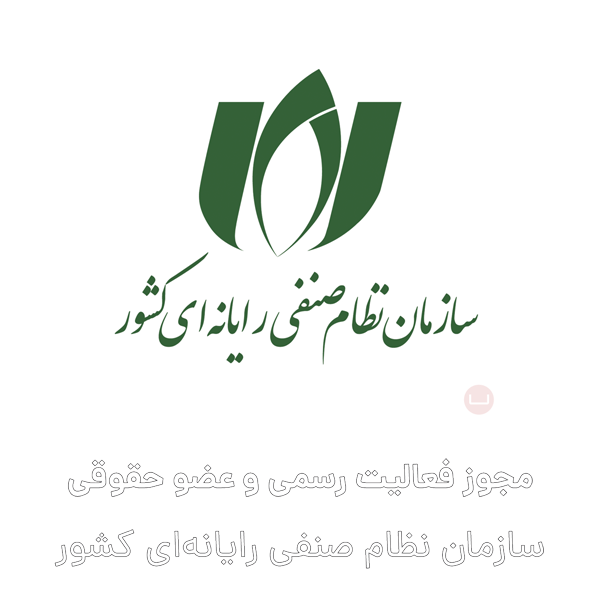 سازمان نظام صنفی رایانه ای کشور
مجوز فعالیت رسمی و عضو حقوقی
سازمان نظام صنفی رایانه‌ای کشور